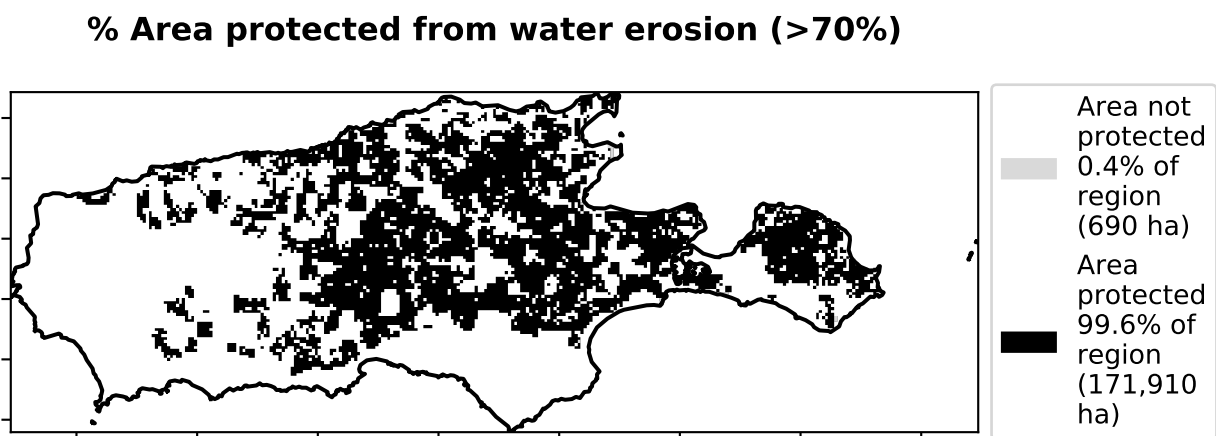 % Area protected from water erosion (>70%)
Area not
protected
0.4% of
region
(690 ha)
Area
protected
99.6% of
region
(171,910
ha)